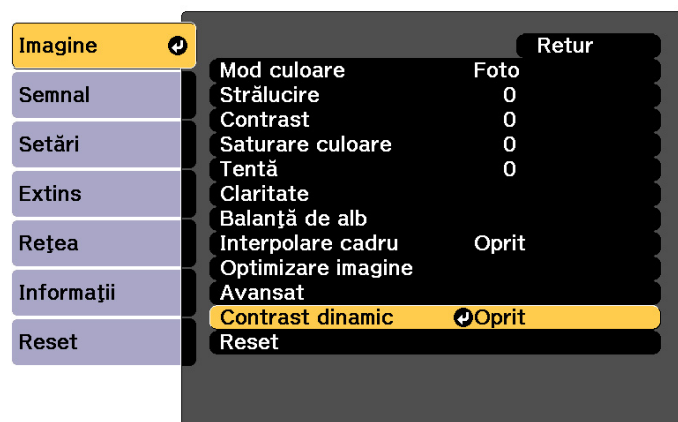 Imagine
Semnal
Setări
Extins
Reţea
Informaţii
Reset
Retur
Mod culoare Foto
Strălucire 0
Contrast 0
Saturare culoare 0
Tentă 0
Claritate
Balanţă de alb
Interpolare cadru Oprit
Optimizare imagine
Avansat
Contrast dinamic Oprit
Reset